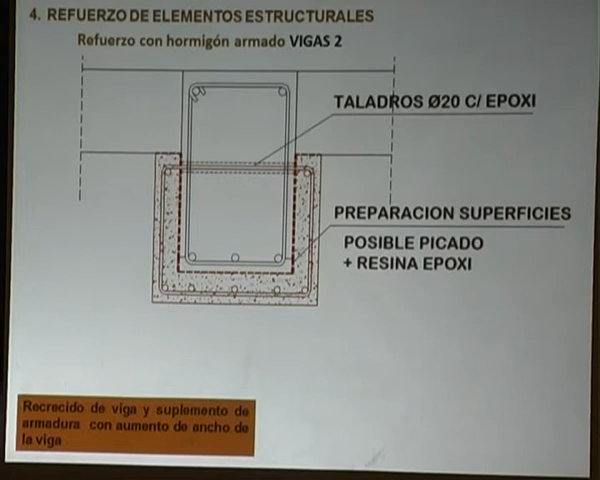 4. REFUERZO DE ELEMENTOS ESTRUCTURALES
Refuerzo con hormigón armado VIGAS 2
TALADROS Ø20 C/ EPOXI
PREPARACION SUPERFICIES
POSIBLE PICADO
+ RESINA EPOXI
Recrecido de viga y suplemento de
armadura con aumento de ancho de
la viga